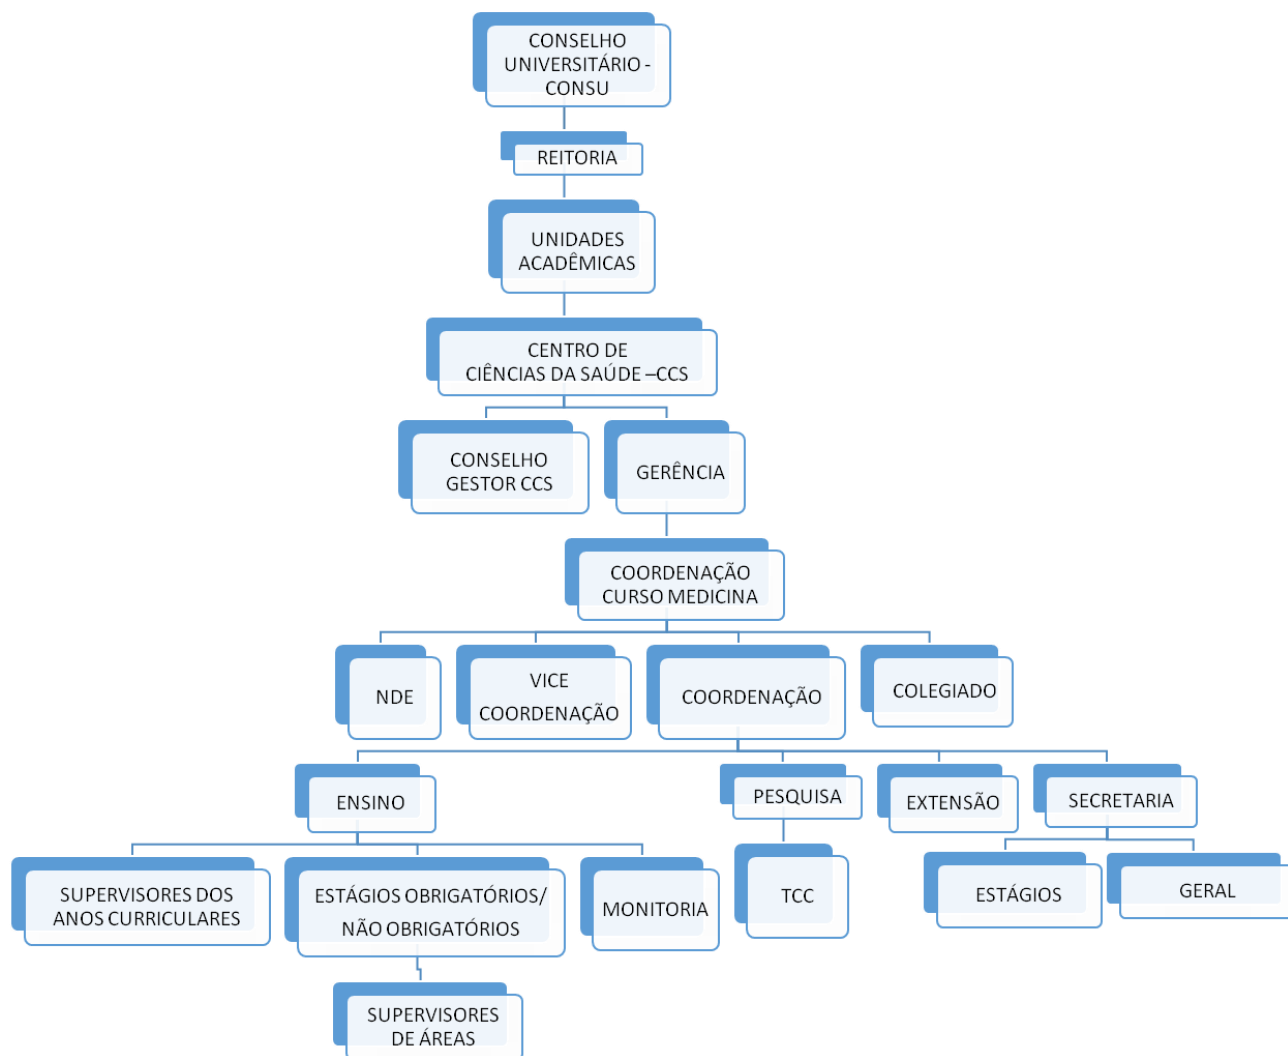 CONSELHO
UNIVERSITÁRIO -
CONSU
REITORIA
UNIDADES
ACADÊMICAS
CENTRO DE
CIÊNCIAS DA SAÚDE –CCS
CONSELHO
GESTOR CCS
GERÊNCIA
COORDENAÇÃO
CURSO MEDICINA
NDE
VICE
COORDENAÇÃO
COORDENAÇÃO
COLEGIADO
ENSINO
PESQUISA
EXTENSÃO
SECRETARIA
SUPERVISORES DOS
ANOS CURRICULARES
ESTÁGIOS OBRIGATÓRIOS/
NÃO OBRIGATÓRIOS
MONITORIA
TCC
ESTÁGIOS
GERAL
SUPERVISORES
DE ÁREAS